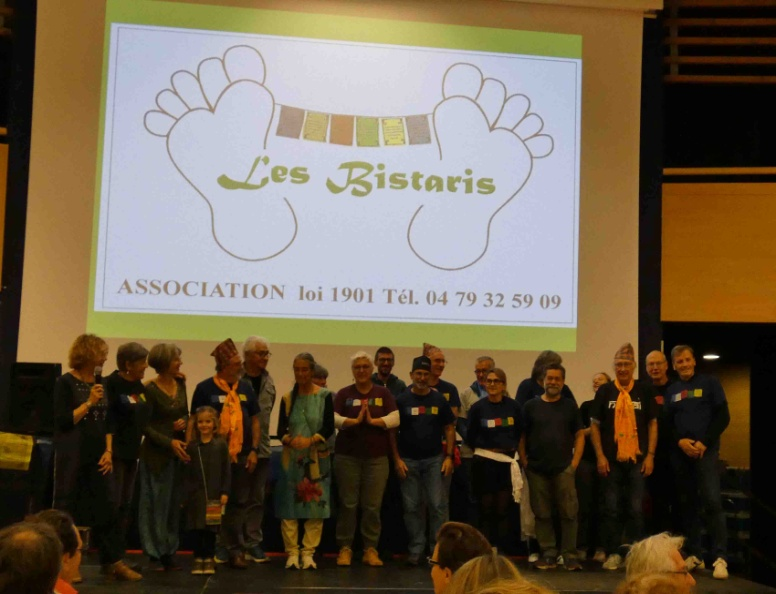 Les Bistaris
ASSOCIATION loi 1901 Tél. 04 79 32 59 09